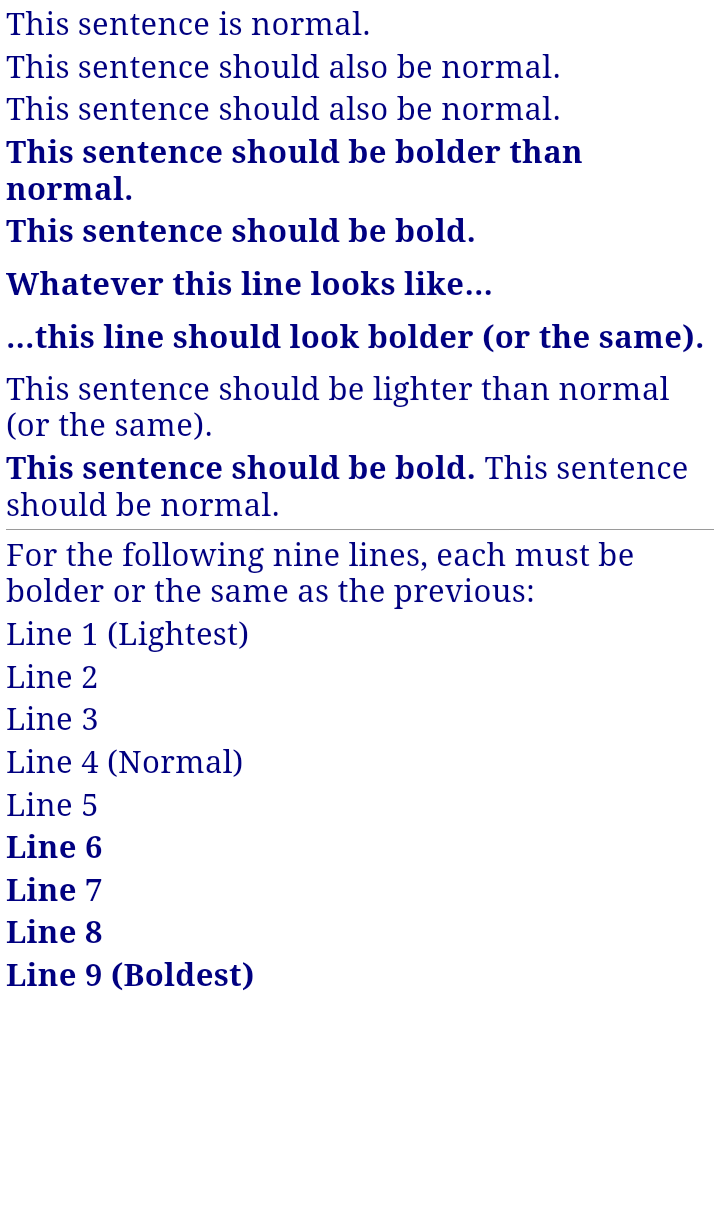 This sentence is normal.
This sentence should also be normal.
This sentence should also be normal.
This sentence should be bolder than
normal.
This sentence should be bold.
Whatever this line looks like...
...this line should look bolder (or the same).
This sentence should be lighter than normal
(or the same).
This sentence should be bold. This sentence
should be normal.
For the following nine lines, each must be
bolder or the same as the previous:
Line 1 (Lightest)
Line 2
Line 3
Line 4 (Normal)
Line 5
Line 6
Line 7
Line 8
Line 9 (Boldest)